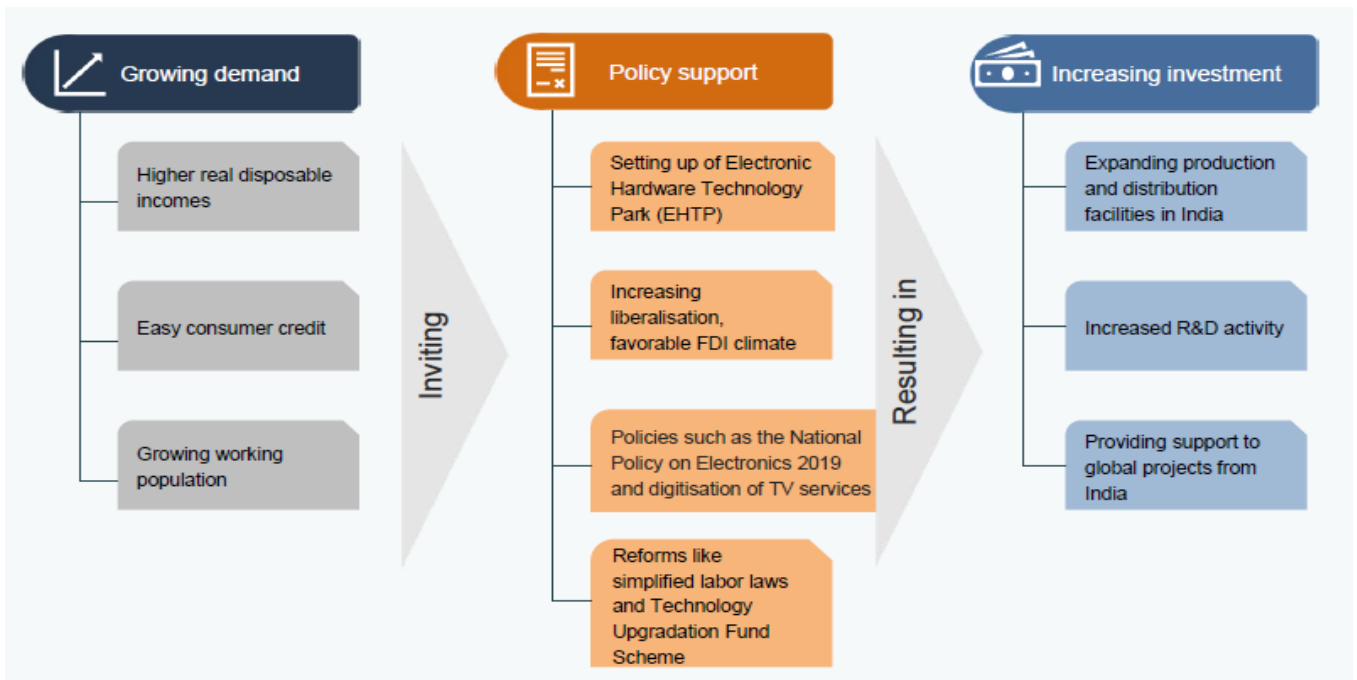 Growing demand
Higher real disposable
incomes
Easy consumer credit
Growing working
population
Inviting
Policy support
Setting up of Electronic
Hardware Technology
Park (EHTP)
Increasing
liberalisation,
favorable FDI climate
Policies such as the National
Policy on Electronics 2019
and digitisation of TV services
Reforms like
simplified labor laws
and Technology
Upgradation Fund
Scheme
Resulting in
Increasing investment
Expanding production
and distribution
facilities in India
Increased R&D activity
Providing support to
global projects from
India